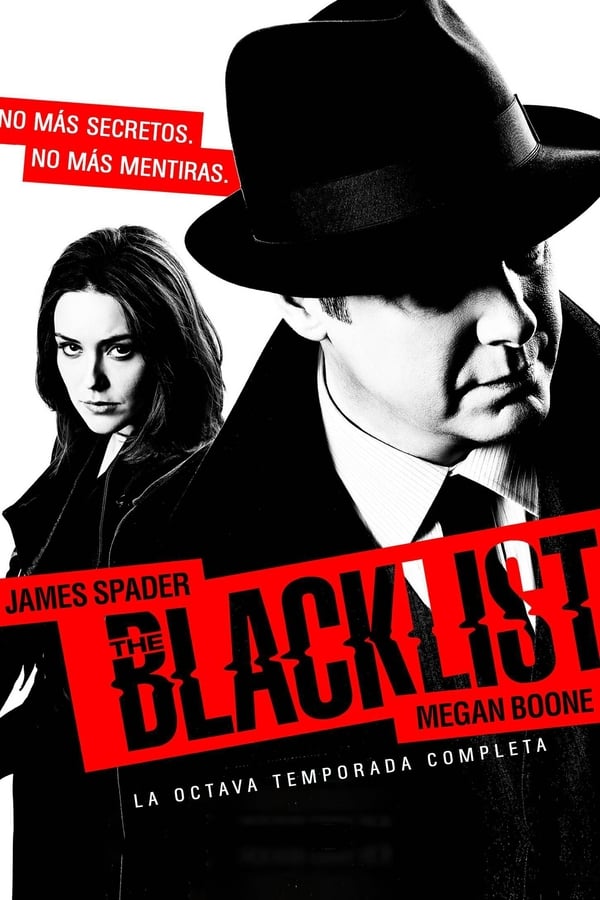 NO MÁS SECRETOS.
NO MÁS MENTIRAS.
JAMES SPADER
THE BLACKLIST
MEGAN BOONE
LA OCTAVA TEMPORADA COMPLETA